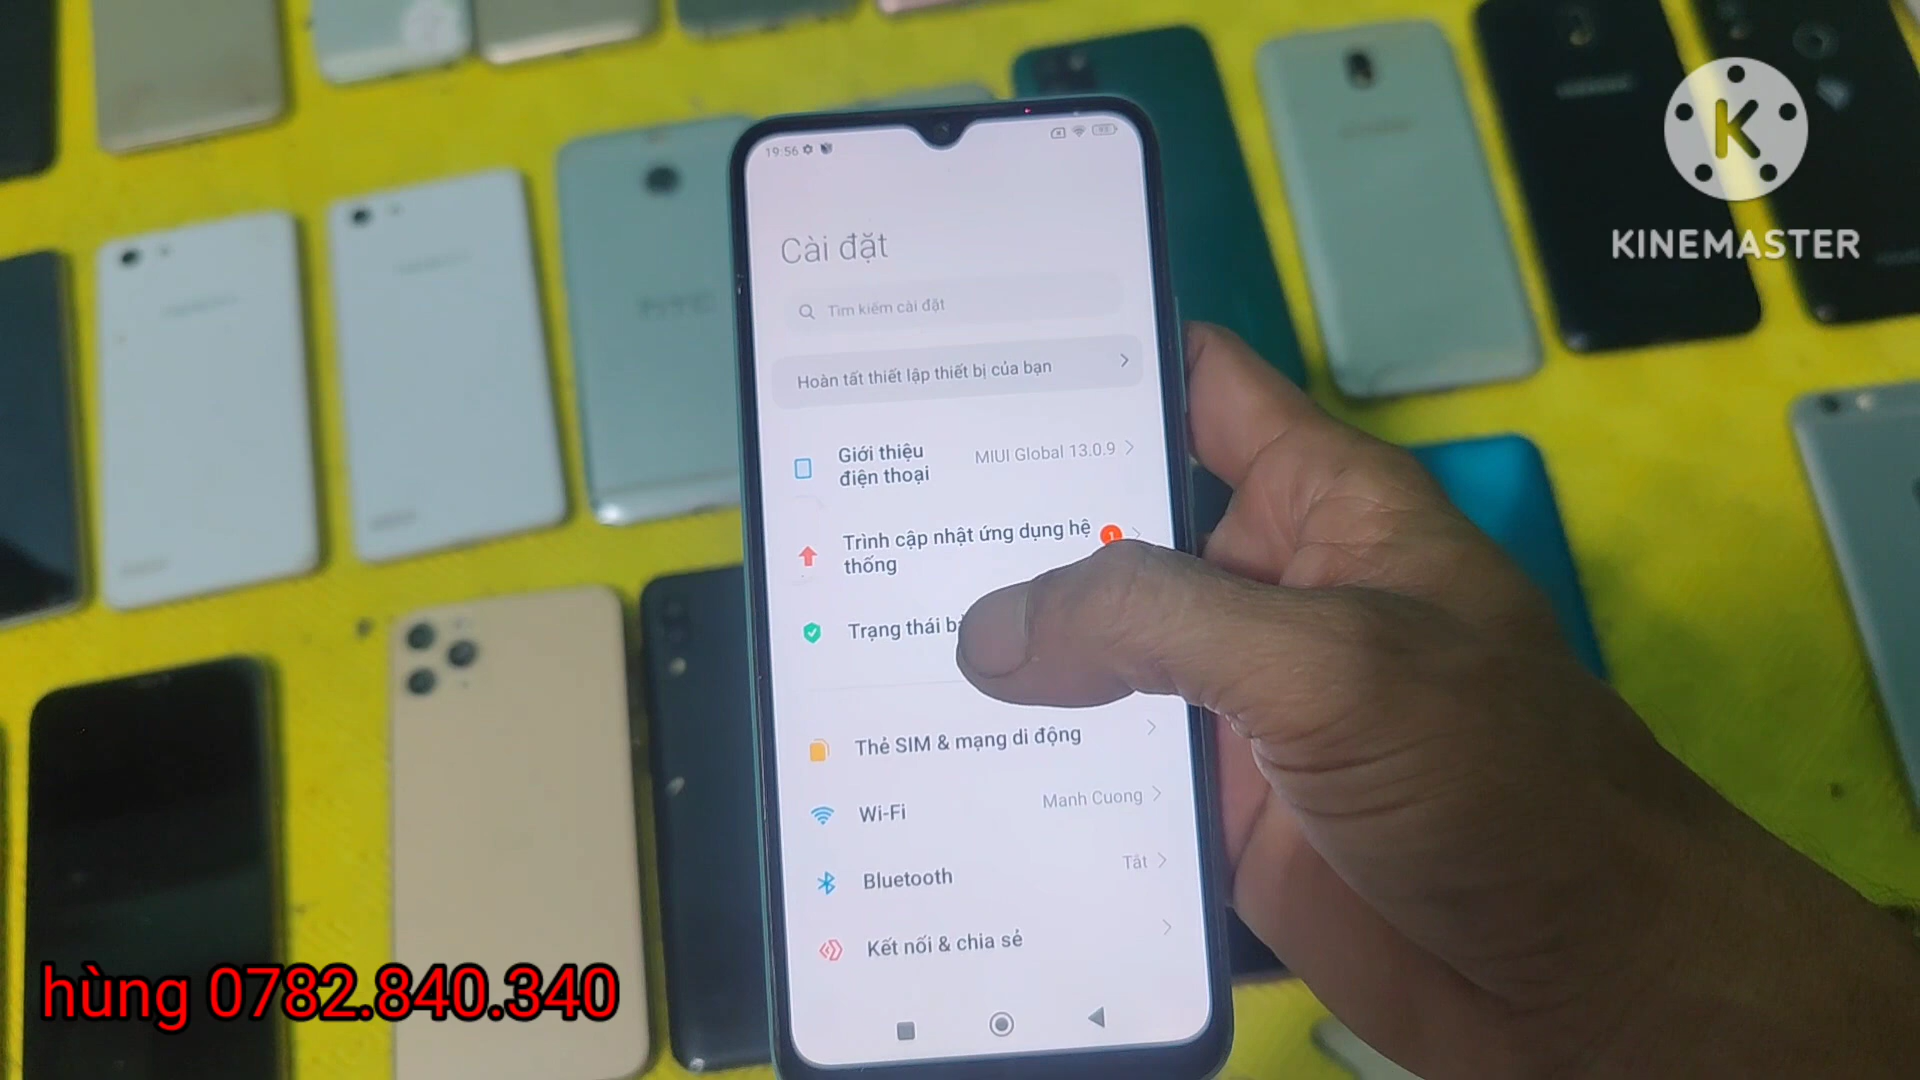 19:56
Cài đặt
Tìm kiếm cài đặt
Hoàn tất thiết lập thiết bị của bạn
Giới thiệu
điện thoại
MIUI Global 13.0.9
Trình cập nhật ứng dụng hệ
thống
1
Trạng thái
Thẻ SIM & mạng di động
Wi-Fi
Manh Cuong
Bluetooth
Tắt
Kết nối & chia sẻ
K
KINEMASTER
HTC
hùng 0782.840.340